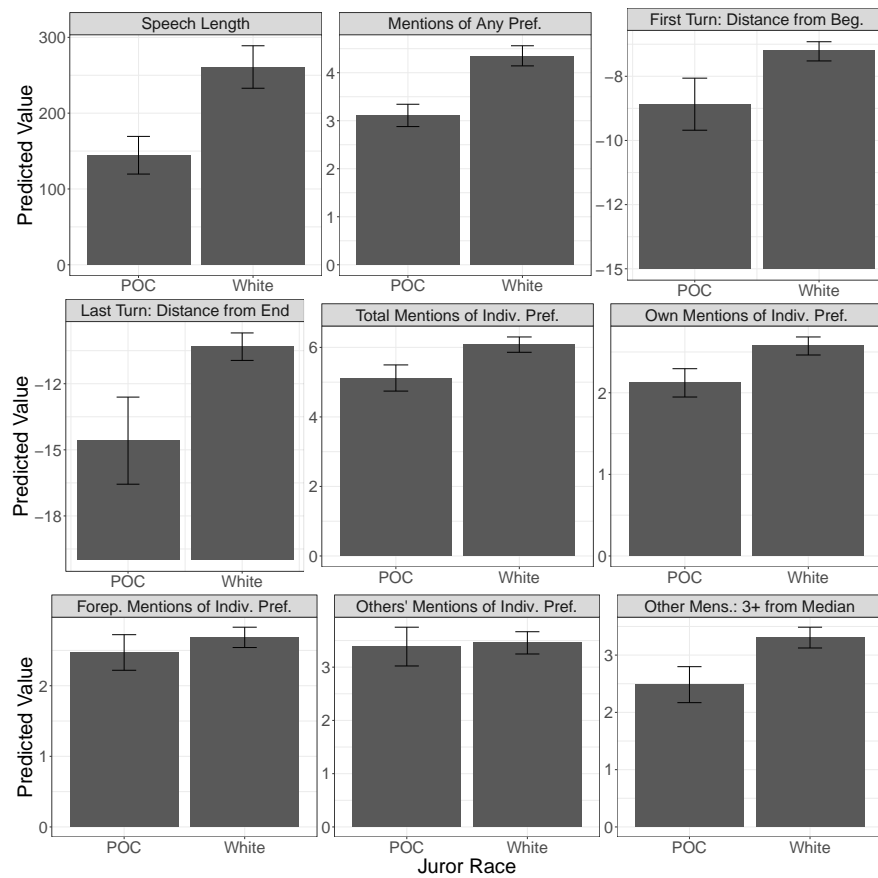 Speech Length
Mentions of Any Pref.
First Turn: Distance from Beg.
Predicted Value
300
200
100
0
4
3
2
1
0
−8
−10
−12
−15
POC
White
POC
White
POC
White
Last Turn: Distance from End
Total Mentions of Indiv. Pref.
Own Mentions of Indiv. Pref.
Predicted Value
−12
−15
−18
6
4
2
0
2
1
0
POC
White
POC
White
POC
White
Forep. Mentions of Indiv. Pref.
Others' Mentions of Indiv. Pref.
Other Mens.: 3+ from Median
Predicted Value
2
1
0
3
2
1
0
3
2
1
0
POC
White
POC
White
POC
White
Juror Race